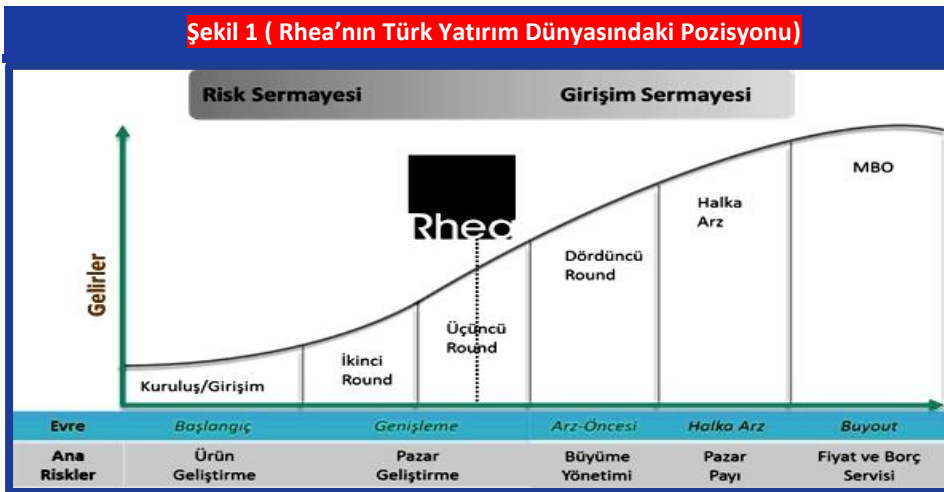 Şekil 1 ( Rhea’nın Türk Yatırım Dünyasındaki Pozisyonu)
Risk Sermayesi Girişim Sermayesi
Gelirler
Rhea
MBO
Halka
Arz
Dördüncü
Round
Üçüncü
Round
İkinci
Round
Kuruluş/Girişim
Evre Başlangıç Genişleme Arz-Öncesi Halka Arz Buyout
Ana Ürün Pazar Büyüme Pazar Fiyat ve Borç
Riskler Geliştirme Geliştirme Yönetimi Payı Servisi